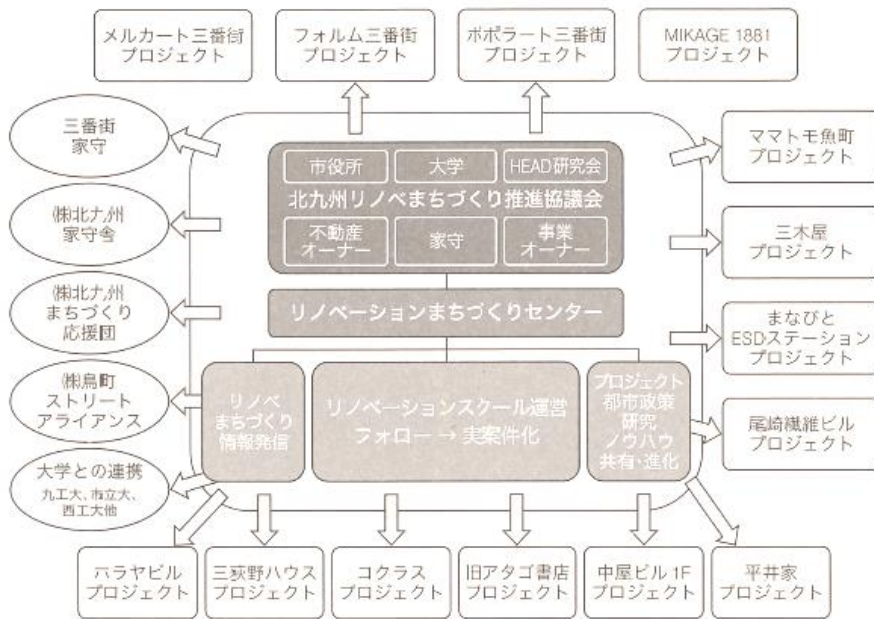 メルカート三番街
プロジェクト
フォルム三番街
プロジェクト
ポポラート三番街
プロジェクト
MIKAGE 1881
プロジェクト
三番街
家守
㈱北九州
家守舎
㈱北九州
まちづくり
応援団
㈱鳥町
ストリート
アライアンス
大学との連携
九工大、市立大、
西工大他
市役所
大学
HEAD研究会
北九州リノベまちづくり推進協議会
不動産
オーナー
家守
事業
オーナー
リノベーションまちづくりセンター
リノベ
まちづくり
情報発信
リノベーションスクール運営
フォロー → 実案件化
プロジェクト
都市政策
研究
ノウハウ
共有・進化
ママトモ魚町
プロジェクト
三木屋
プロジェクト
まなびと
ESDステーション
プロジェクト
尾崎繊維ビル
プロジェクト
ハラヤビル
プロジェクト
三萩野ハウス
プロジェクト
コクラス
プロジェクト
旧アタゴ書店
プロジェクト
中屋ビル 1F
プロジェクト
平井家
プロジェクト